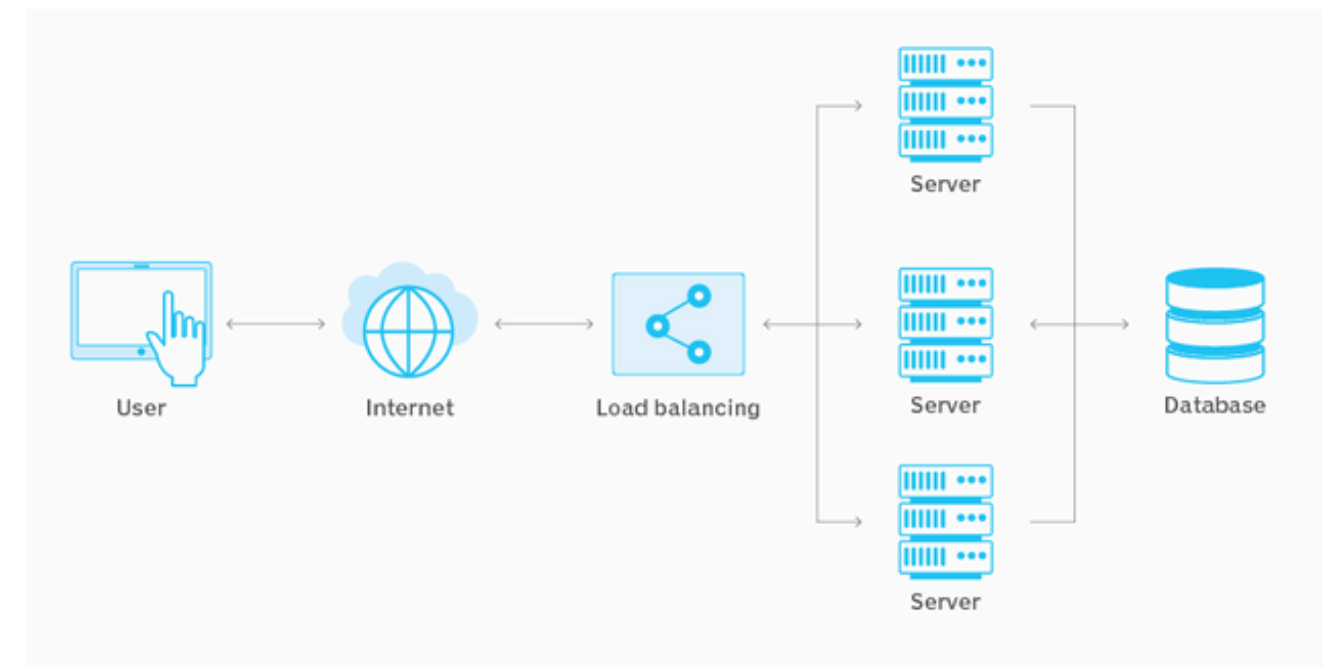 Server
User
Internet
Load balancing
Server
Database
Server